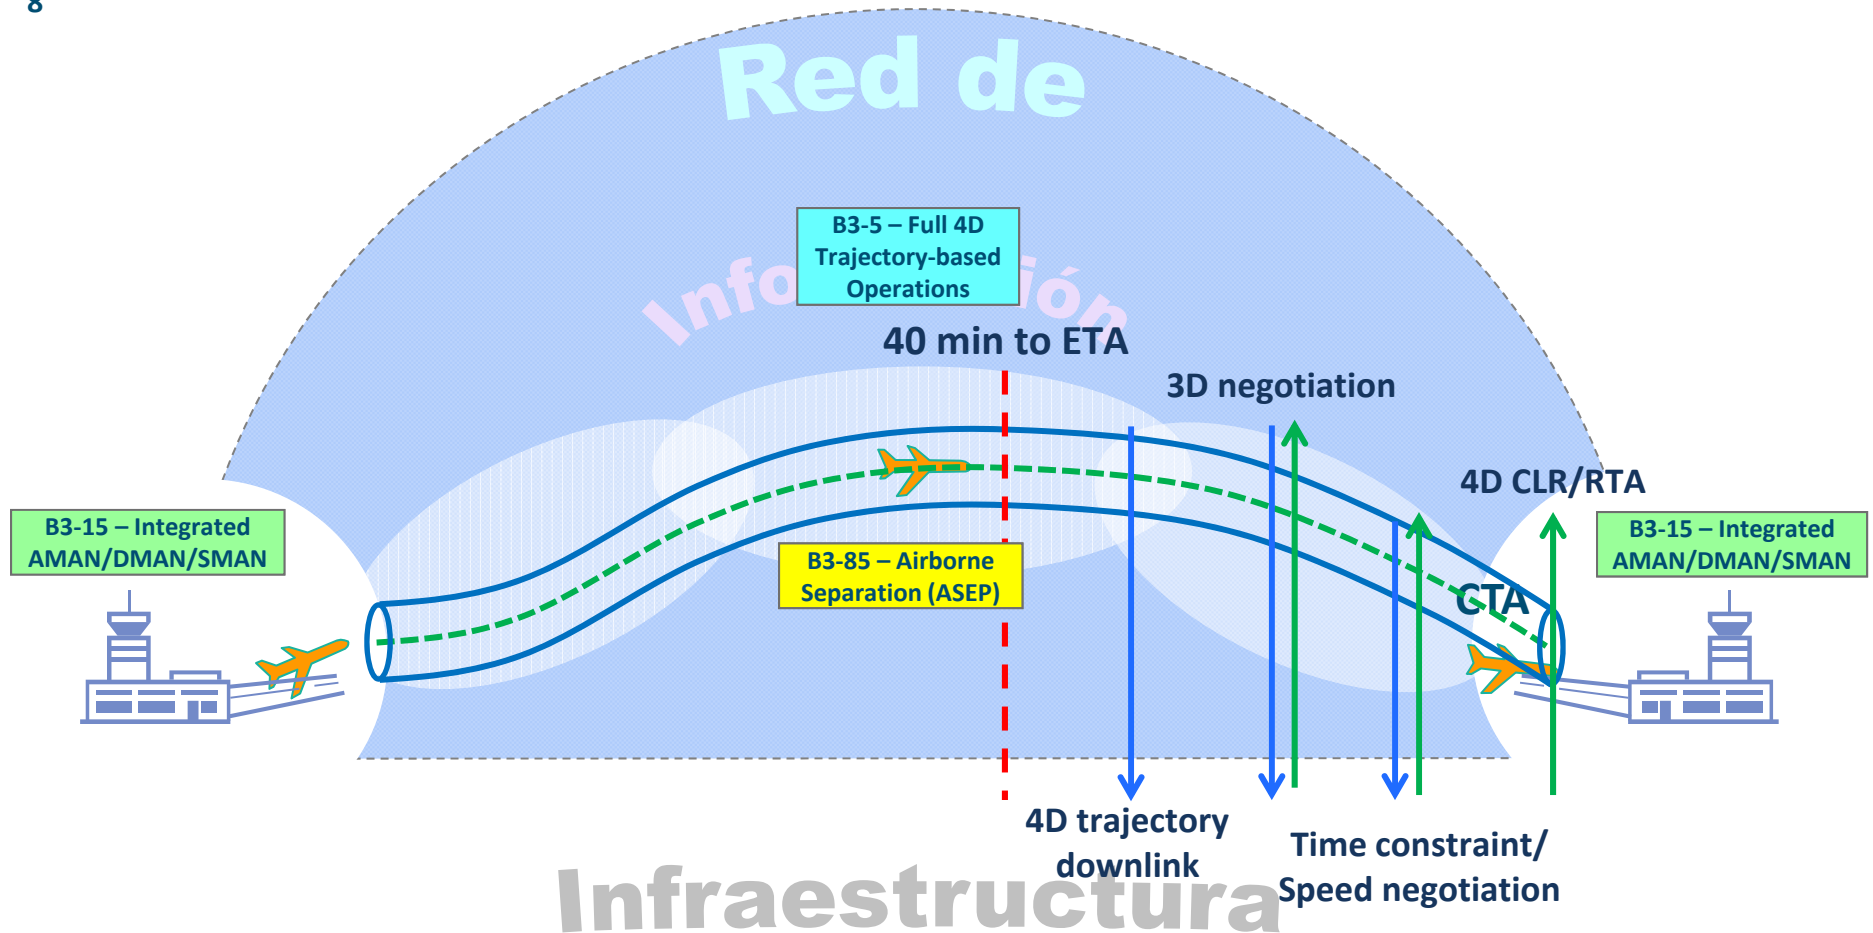 8
Red de
B3-5 – Full 4D
Trajectory-based
Operations
40 min to ETA
3D negotiation
4D CLR/RTA
B3-15 – Integrated
AMAN/DMAN/SMAN
B3-15 – Integrated
AMAN/DMAN/SMAN
B3-85 – Airborne
Separation (ASEP)
CTA
4D trajectory
downlink
Time constraint/
Speed negotiation
Infraestructura